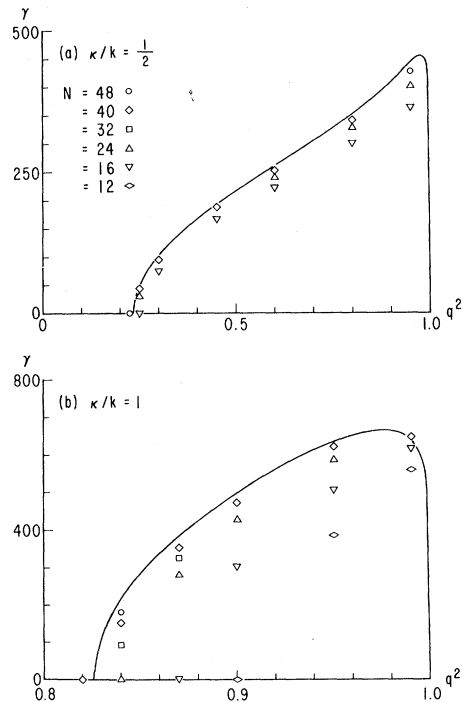 γ
500
(a) κ/k = 1/2
N = 48 ○
= 40 ◇
= 32 □
= 24 △
= 16 ▽
= 12 ⬦
250
0
0 0.5 1.0 q²
γ
800
(b) κ/k = 1
400
0
0.8 0.9 1.0 q²